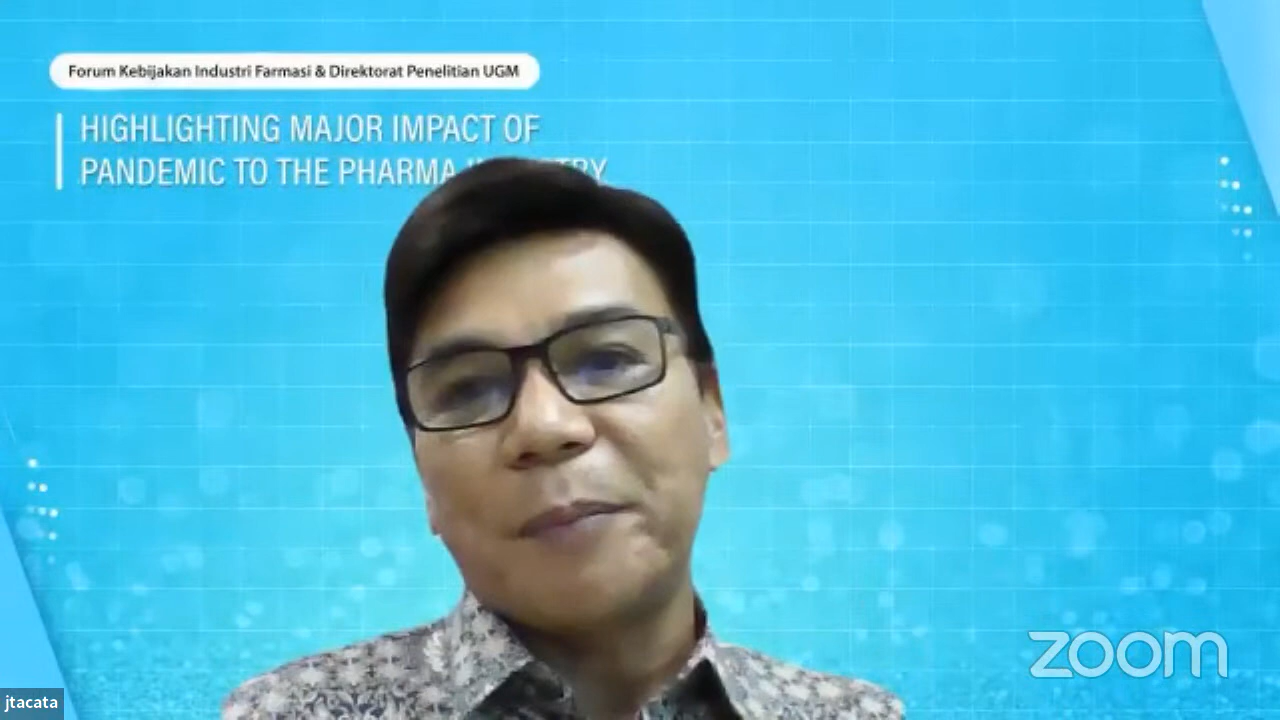 Forum Kebijakan Industri Farmasi & Direktorat Penelitian UGM
HIGHLIGHTING MAJOR IMPACT OF
PANDEMIC TO THE PHARMA
zoom
jtacata